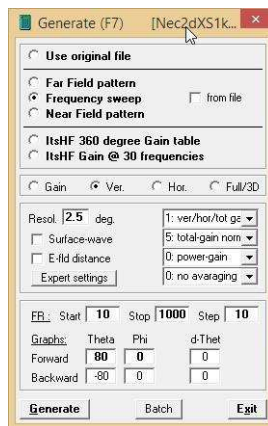 Generate (F7) [Nec2dXS1k... X
Use original file
Far Field pattern
Frequency sweep from file
Near Field pattern
ItsHF 360 degree Gain table
ItsHF Gain @ 30 frequencies
Gain Ver. Hor. Full/3D
Resol. 2.5 deg. 1: ver/hor/tot ga
Surface-wave 5: total-gain norm
E-fld distance 0: power-gain
Expert settings 0: no avaraging
FR: Start 10 Stop 1000 Step 10
Graphs: Theta Phi d-Thet
Forward 80 0 0
Backward -80 0 0
Generate Batch Exit